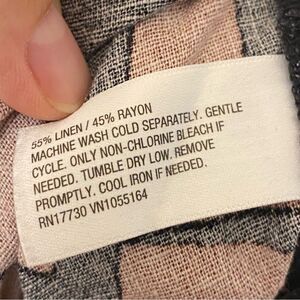 55% LINEN / 45% RAYON
MACHINE WASH COLD SEPARATELY. GENTLE
CYCLE. ONLY NON-CHLORINE BLEACH IF
NEEDED. TUMBLE DRY LOW. REMOVE
PROMPTLY. COOL IRON IF NEEDED.
RN17730 VN1055164